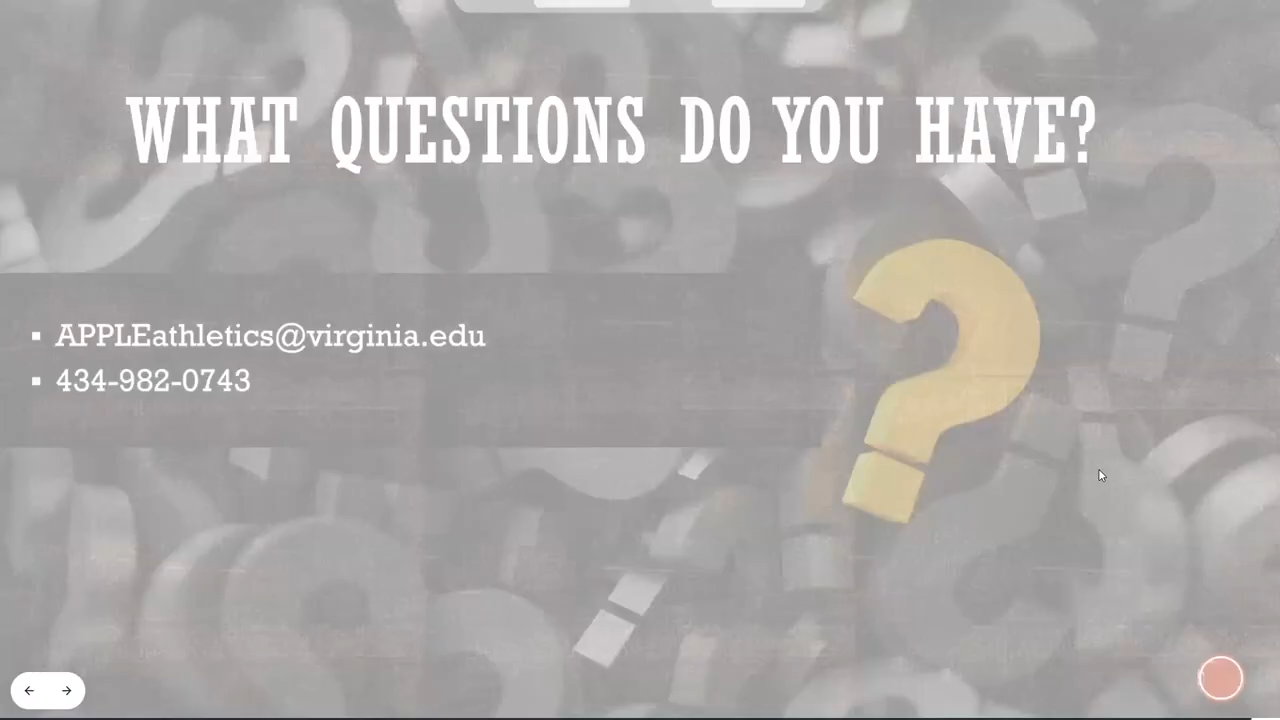 WHAT QUESTIONS DO YOU HAVE?
▪ APPLEathletics@virginia.edu
▪ 434-982-0743